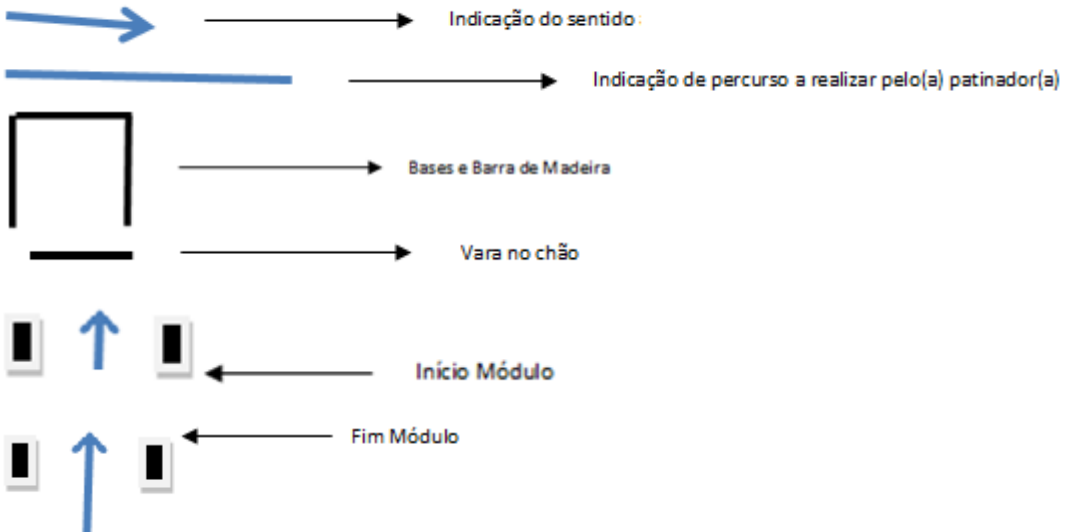 Indicação do sentido
Indicação de percurso a realizar pelo(a) patinador(a)
Bases e Barra de Madeira
Vara no chão
Início Módulo
Fim Módulo